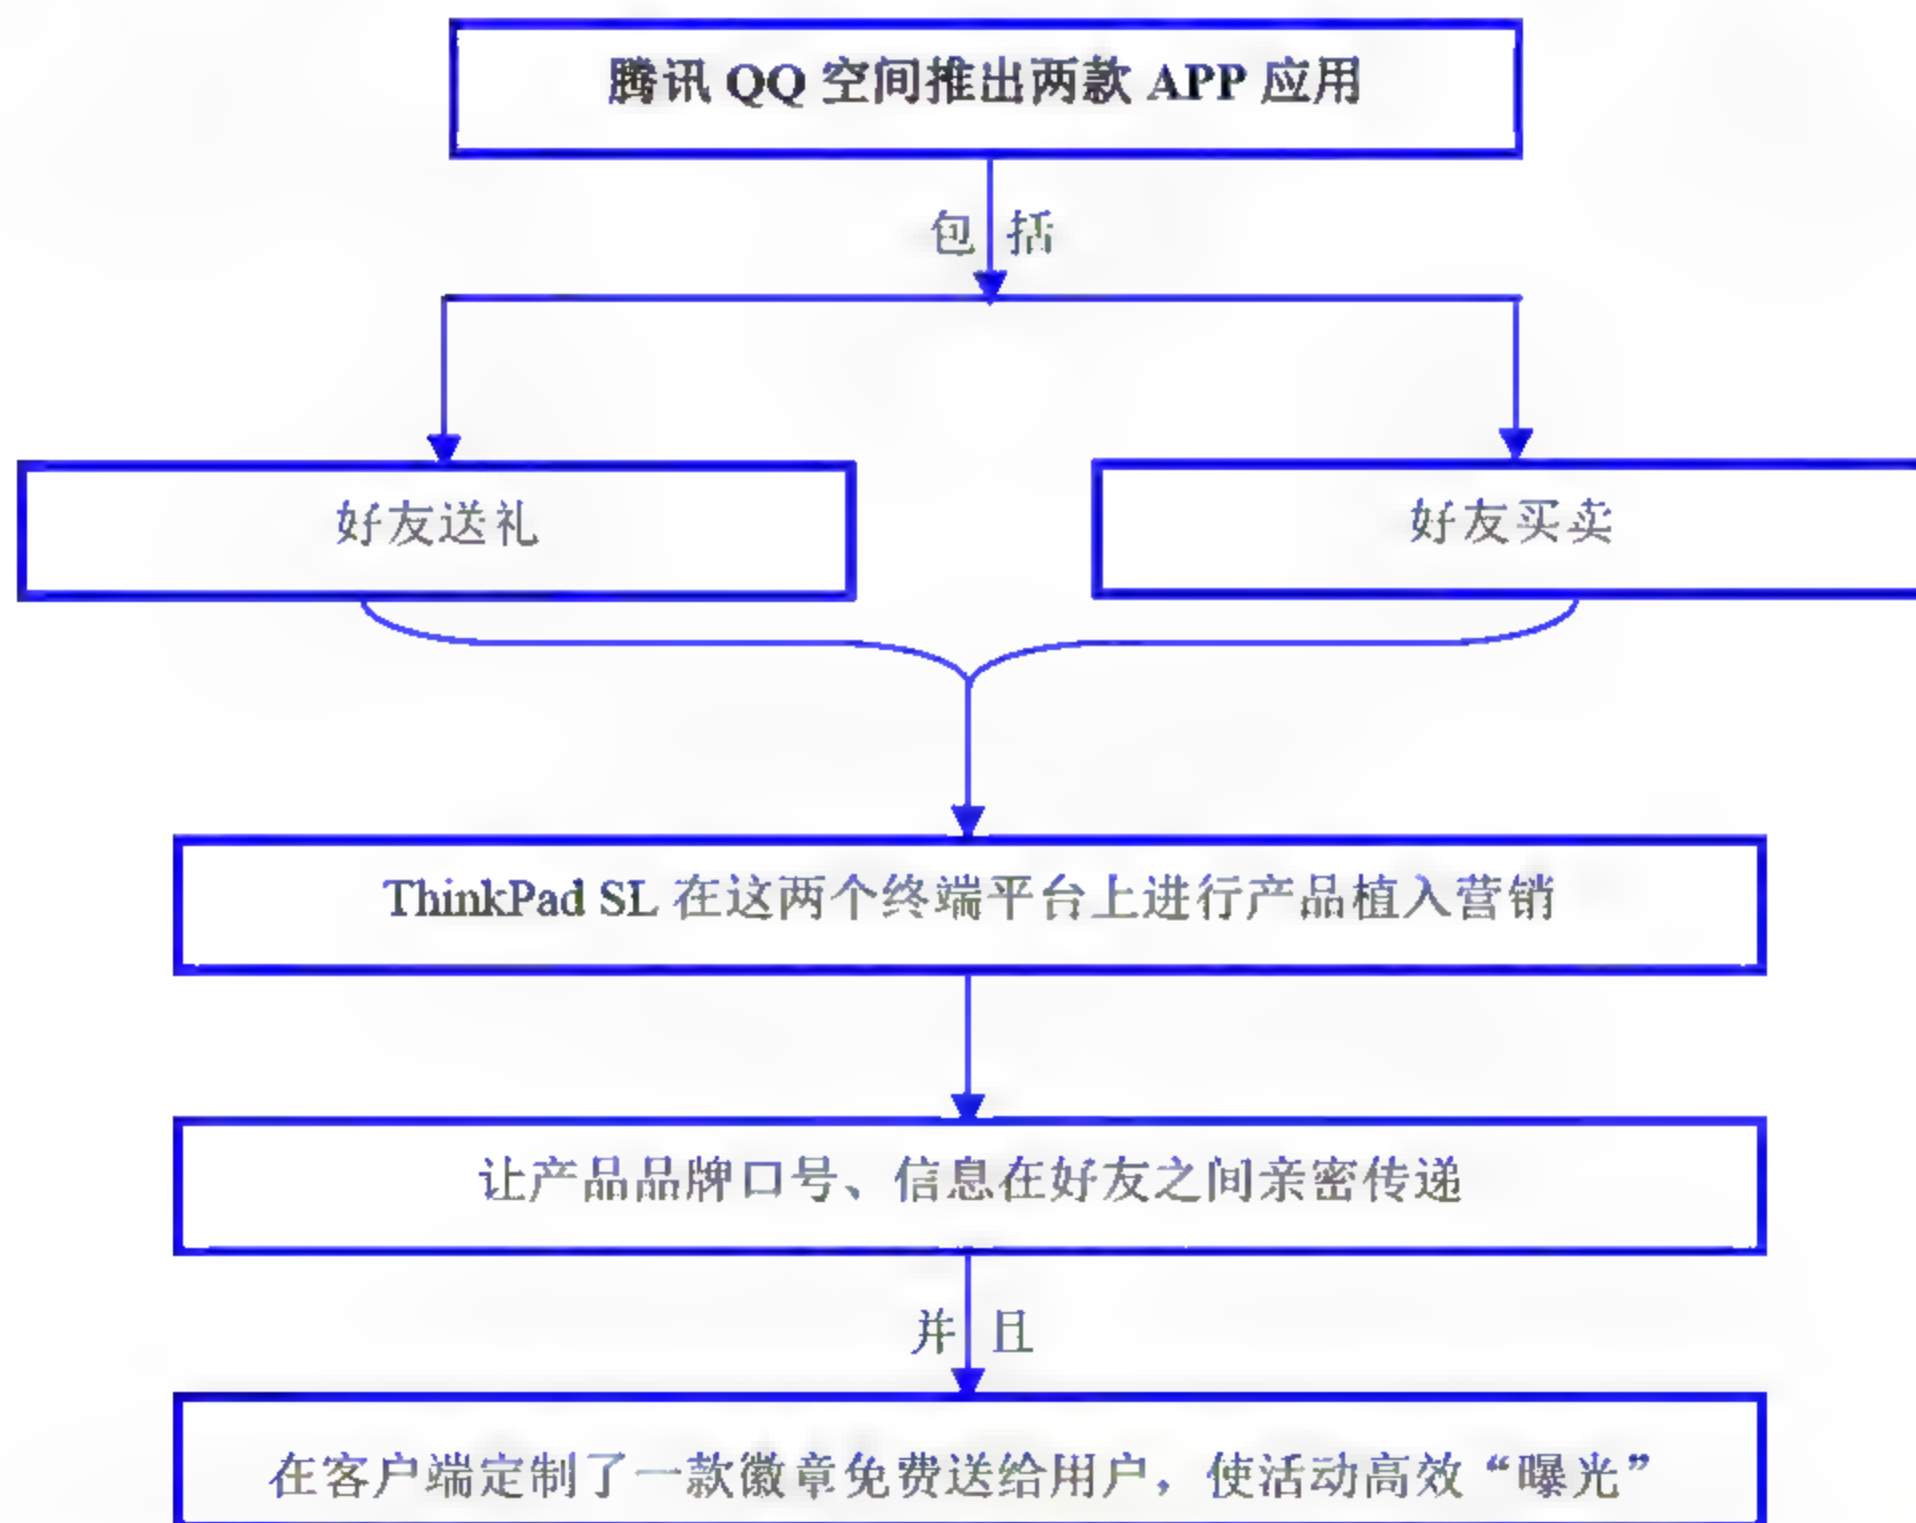 腾讯 QQ 空间推出两款 APP 应用
包 括
好友送礼
好友买卖
ThinkPad SL 在这两个终端平台上进行产品植入营销
让产品品牌口号、信息在好友之间亲密传递
并 且
在客户端定制了一款徽章免费送给用户，使活动高效“曝光”